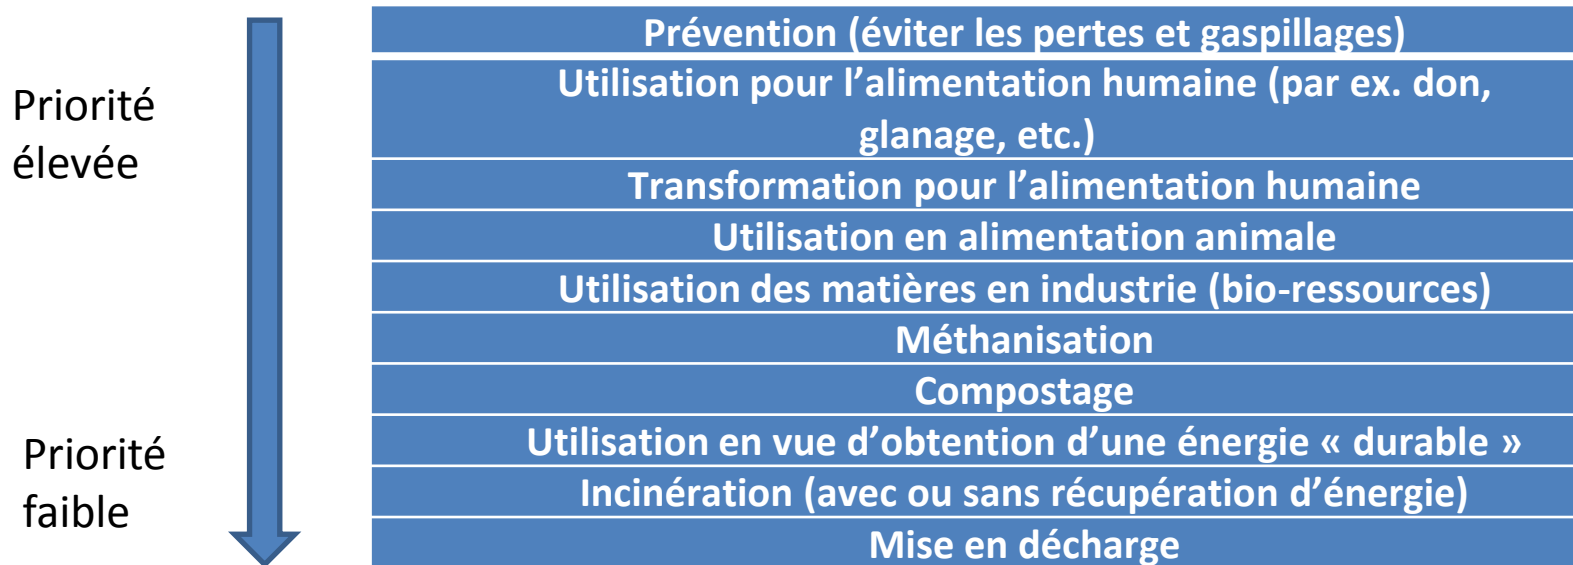 Priorité
élevée
Priorité
faible
Prévention (éviter les pertes et gaspillages)
Utilisation pour l’alimentation humaine (par ex. don,
glanage, etc.)
Transformation pour l’alimentation humaine
Utilisation en alimentation animale
Utilisation des matières en industrie (bio-ressources)
Méthanisation
Compostage
Utilisation en vue d’obtention d’une énergie « durable »
Incinération (avec ou sans récupération d’énergie)
Mise en décharge